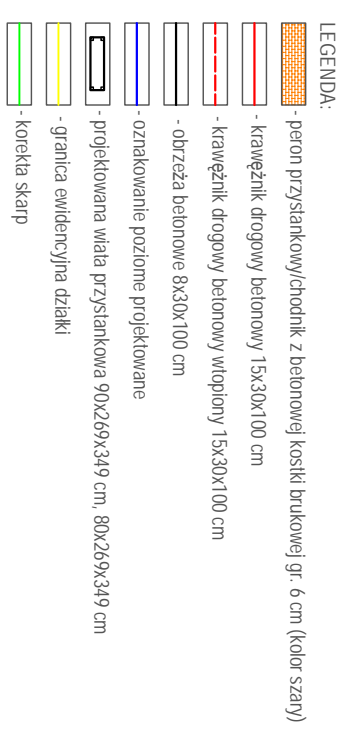 LEGENDA:
- peron przystankowy/chodnik z betonowej kostki brukowej gr. 6 cm (kolor szary)
- krawężnik drogowy betonowy 15x30x100 cm
- krawężnik drogowy betonowy wtopiony 15x30x100 cm
- obrzeża betonowe 8x30x100 cm
- oznakowanie poziome projektowane
- projektowana wiata przystankowa 90x269x349 cm, 80x269x349 cm
- granica ewidencyjna działki
- korekta skarp